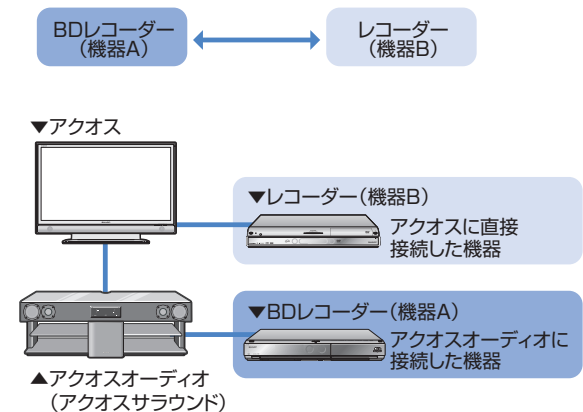 BDレコーダー
（機器A）
レコーダー
（機器B）
▼アクオス
▼レコーダー（機器B）
アクオスに直接
接続した機器
▼BDレコーダー（機器A）
アクオスオーディオに
接続した機器
▲アクオスオーディオ
（アクオスサラウンド）